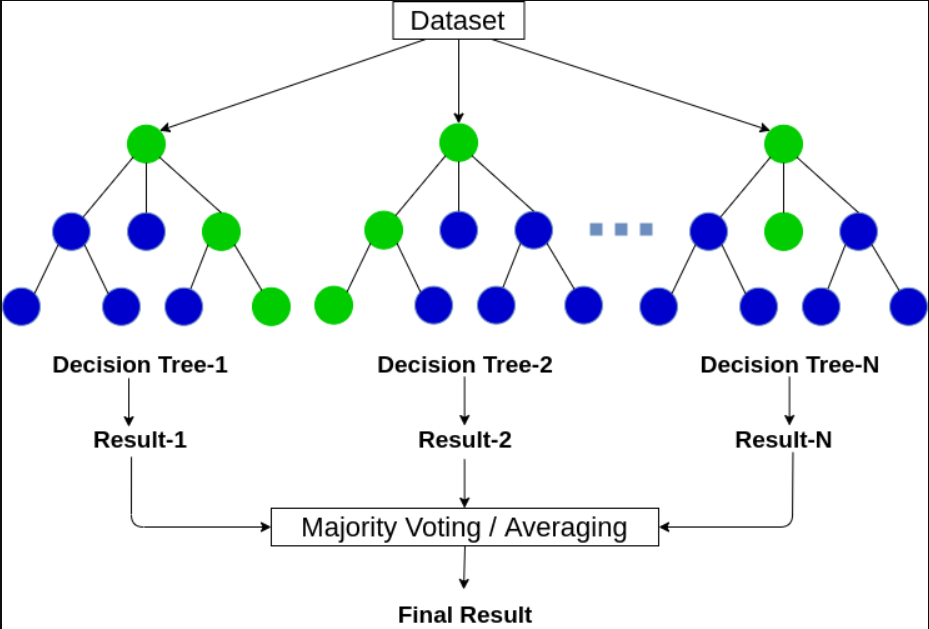 Dataset
Decision Tree-1
Decision Tree-2
Decision Tree-N
Result-1
Result-2
Result-N
Majority Voting / Averaging
Final Result